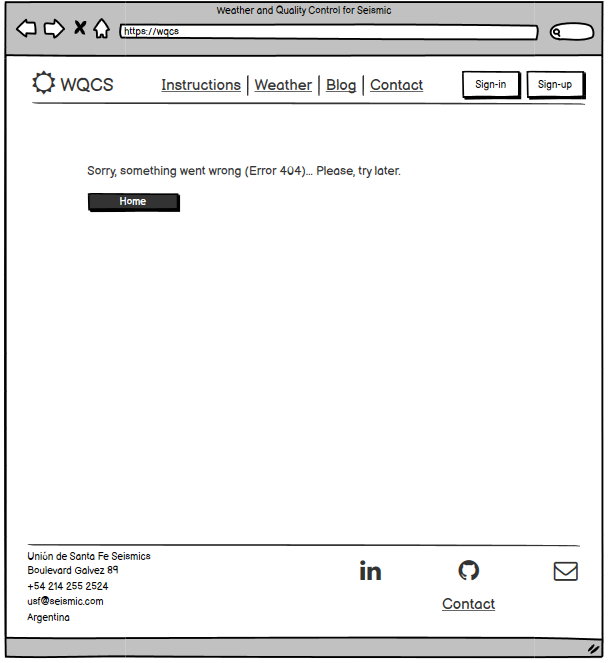 Weather and Quality Control for Seismic
https://wqcs
WQCS Instructions | Weather | Blog | Contact Sign-in Sign-up
Sorry, something went wrong (Error 404)... Please, try later.
Home
Unión de Santa Fe Seismics
Boulevard Galvez 89
+54 214 255 2524
usf@seismic.com
Argentina
in
Contact